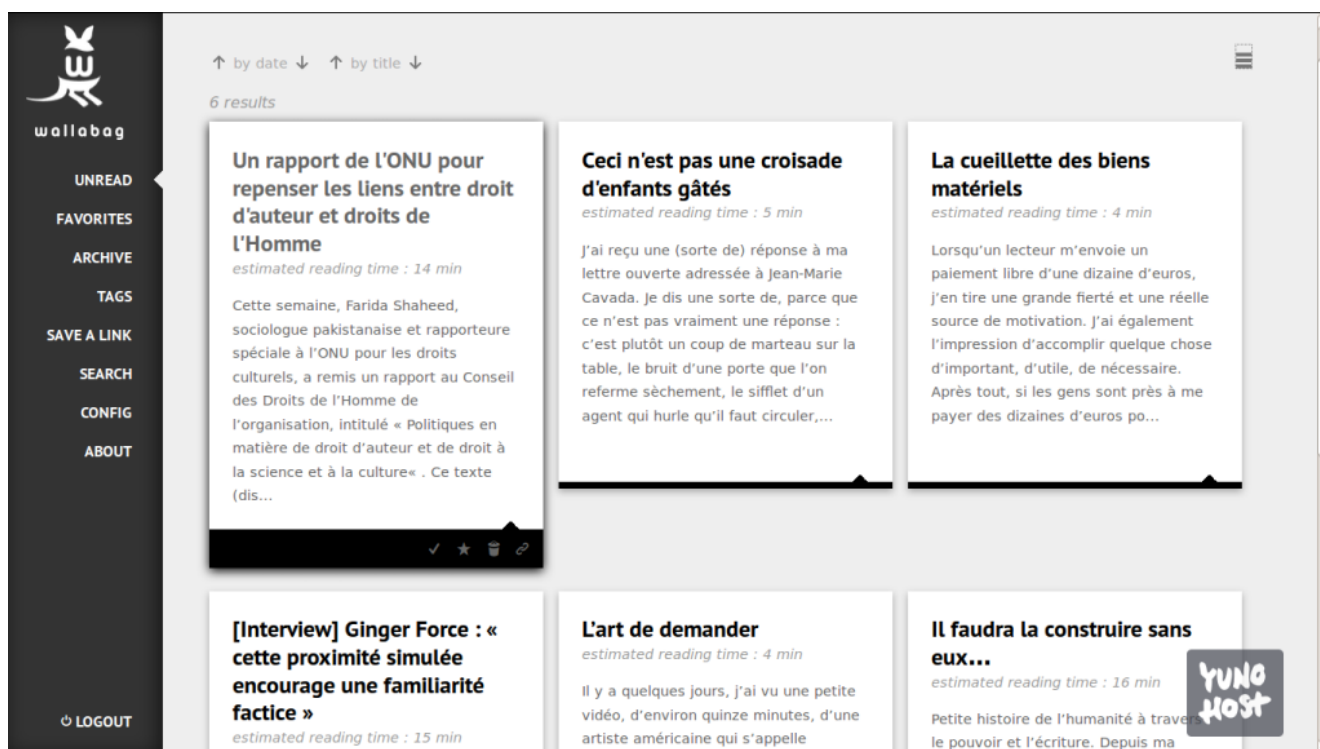 wallabag
UNREAD
FAVORITES
ARCHIVE
TAGS
SAVE A LINK
SEARCH
CONFIG
ABOUT
LOGOUT
by date
by title
6 results
Un rapport de l'ONU pour
repenser les liens entre droit
d'auteur et droits de
l'Homme
estimated reading time : 14 min
Cette semaine, Farida Shaheed,
sociologue pakistanaise et rapporteure
spéciale à l’ONU pour les droits
culturels, a remis un rapport au Conseil
des Droits de l’Homme de
l’organisation, intitulé « Politiques en
matière de droit d’auteur et de droit à
la science et à la culture« . Ce texte
(dis...
Ceci n'est pas une croisade
d'enfants gâtés
estimated reading time : 5 min
J’ai reçu une (sorte de) réponse à ma
lettre ouverte adressée à Jean-Marie
Cavada. Je dis une sorte de, parce que
ce n’est pas vraiment une réponse :
c’est plutôt un coup de marteau sur la
table, le bruit d’une porte que l’on
referme sèchement, le sifflet d’un
agent qui hurle qu’il faut circuler,...
La cueillette des biens
matériels
estimated reading time : 4 min
Lorsqu’un lecteur m’envoie un
paiement libre d’une dizaine d’euros,
j’en tire une grande fierté et une réelle
source de motivation. J’ai également
l’impression d’accomplir quelque chose
d’important, d’utile, de nécessaire.
Après tout, si les gens sont près à me
payer des dizaines d’euros po...
[Interview] Ginger Force : «
cette proximité simulée
encourage une familiarité
factice »
estimated reading time : 15 min
L’art de demander
estimated reading time : 4 min
Il y a quelques jours, j’ai vu une petite
vidéo, d’environ quinze minutes, d’une
artiste américaine qui s’appelle
Il faudra la construire sans
eux...
estimated reading time : 16 min
Petite histoire de l’humanité à travers
le pouvoir et l’écriture. Depuis ma
YUNO
HOST